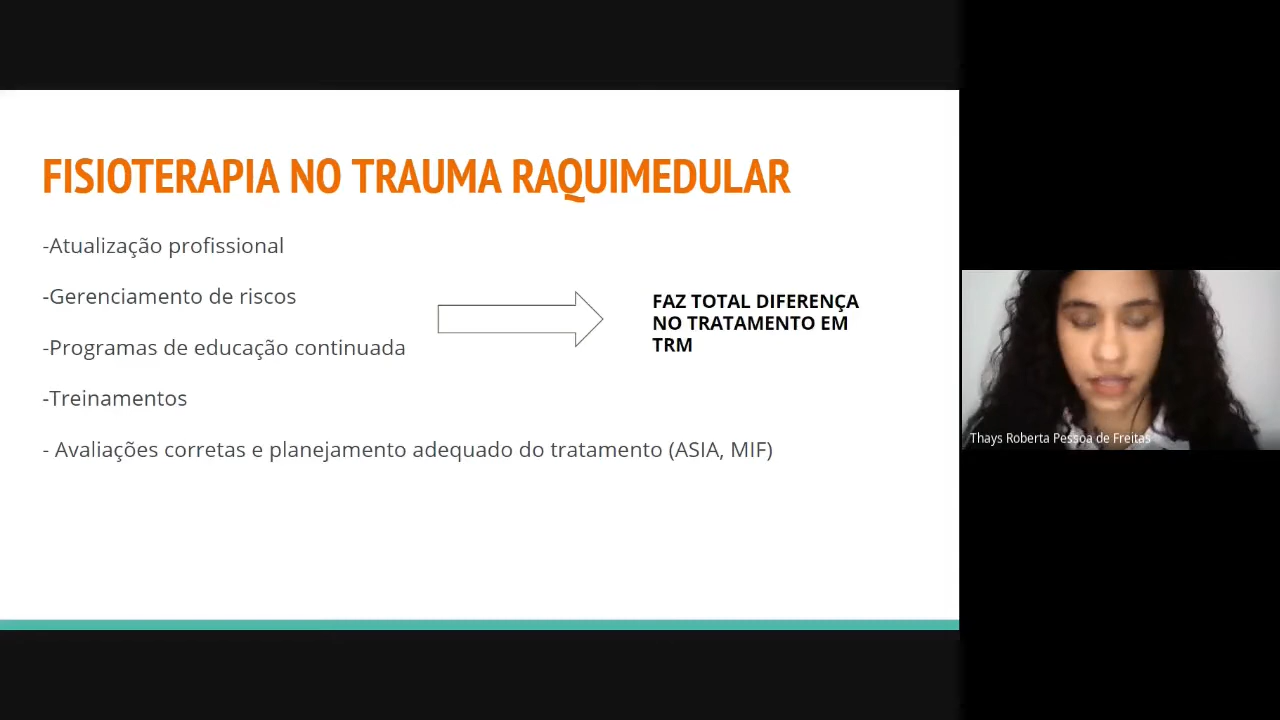 FISIOTERAPIA NO TRAUMA RAQUIMEDULAR
-Atualização profissional
-Gerenciamento de riscos
-Programas de educação continuada
-Treinamentos
- Avaliações corretas e planejamento adequado do tratamento (ASIA, MIF)
FAZ TOTAL DIFERENÇA
NO TRATAMENTO EM
TRM
Thays Roberta Pessoa de Freitas